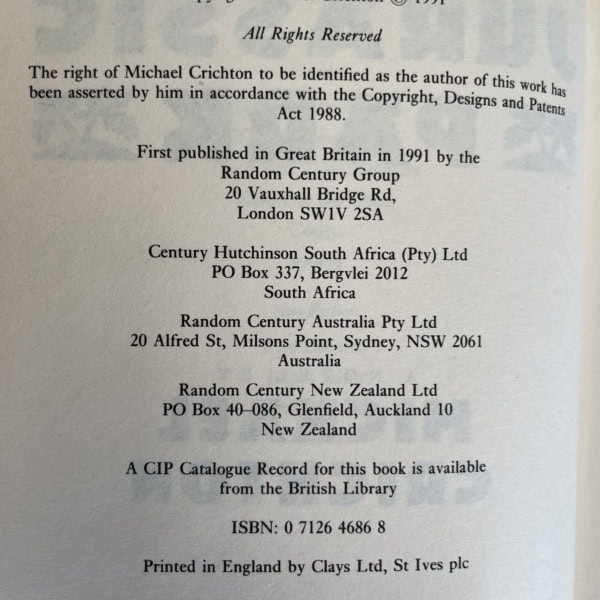 Crichton © 1991
All Rights Reserved
The right of Michael Crichton to be identified as the author of this work has
been asserted by him in accordance with the Copyright, Designs and Patents
Act 1988.
First published in Great Britain in 1991 by the
Random Century Group
20 Vauxhall Bridge Rd,
London SW1V 2SA
Century Hutchinson South Africa (Pty) Ltd
PO Box 337, Bergvlei 2012
South Africa
Random Century Australia Pty Ltd
20 Alfred St, Milsons Point, Sydney, NSW 2061
Australia
Random Century New Zealand Ltd
PO Box 40–086, Glenfield, Auckland 10
New Zealand
A CIP Catalogue Record for this book is available
from the British Library
ISBN: 0 7126 4686 8
Printed in England by Clays Ltd, St Ives plc